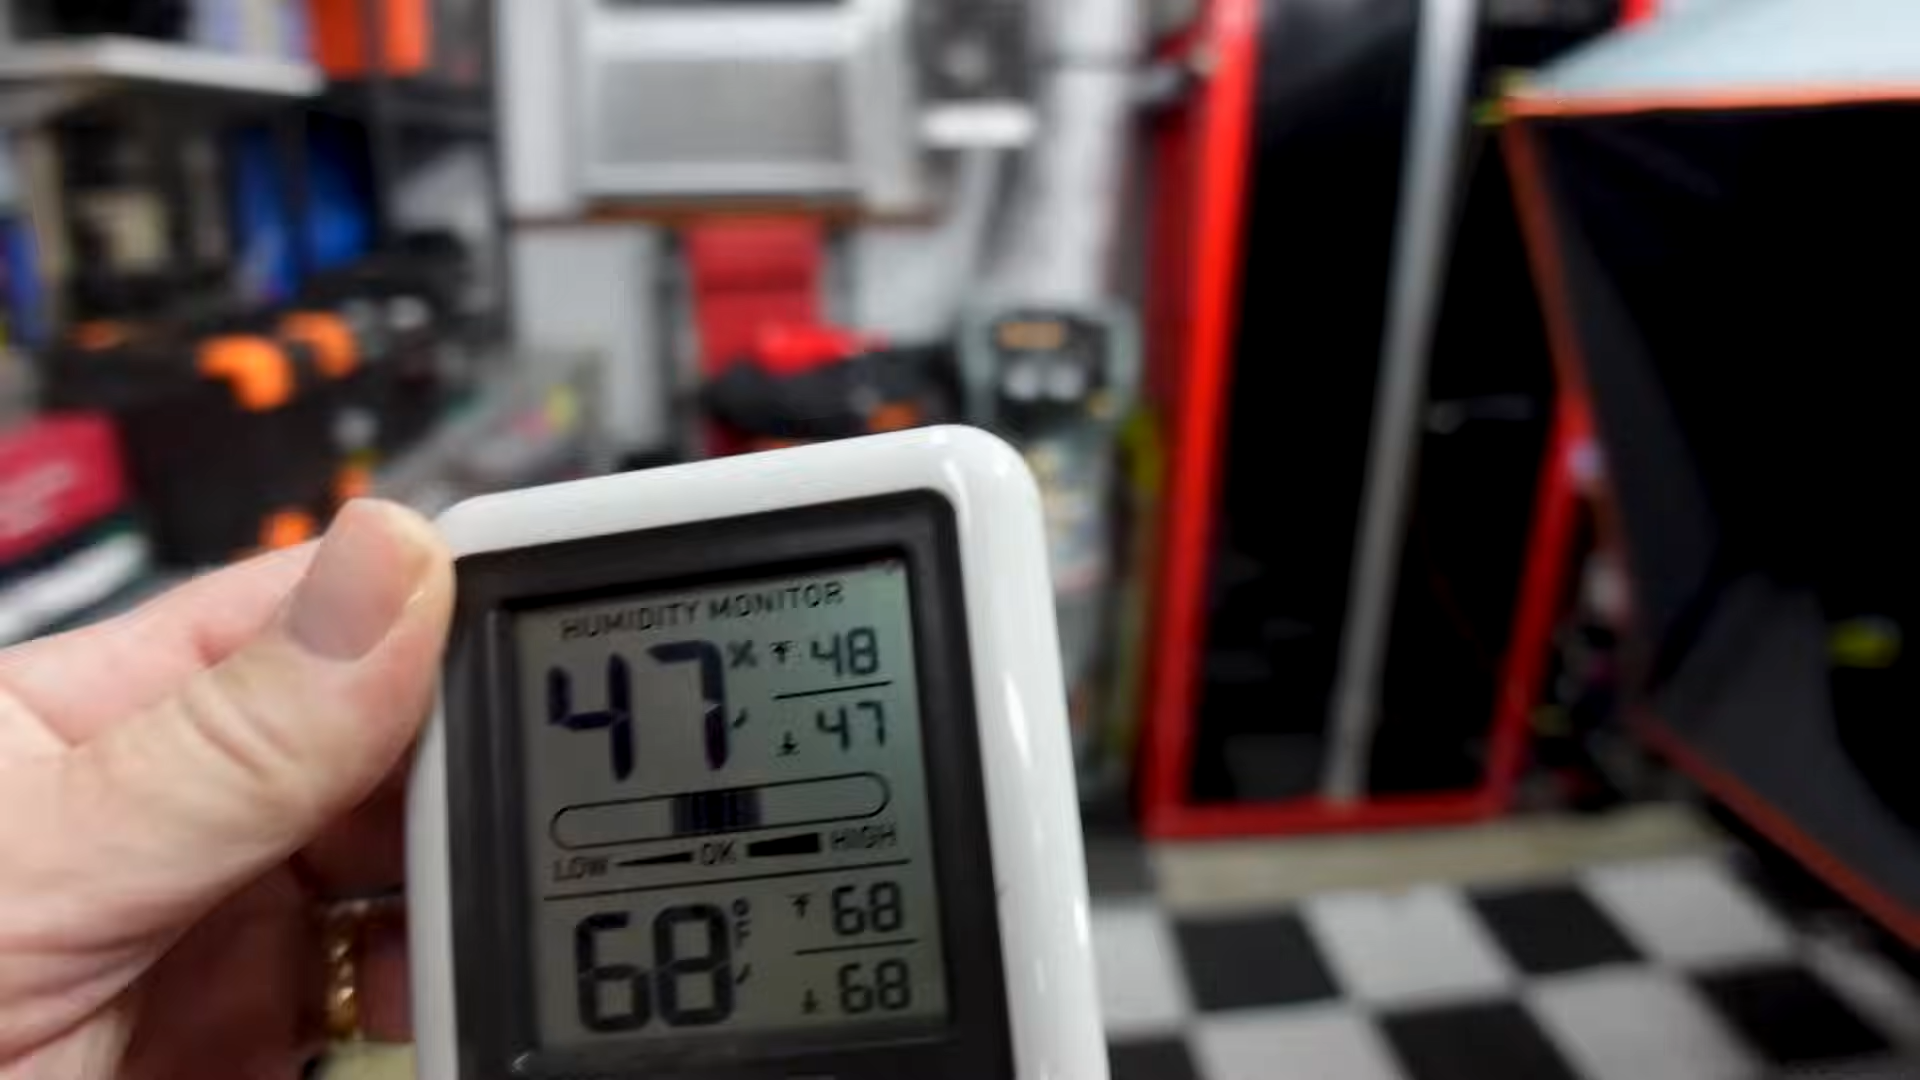 HUMIDITY MONITOR
47% ↑ 48
↓ 47
LOW OK HIGH
68 °F ↑ 68
↓ 68